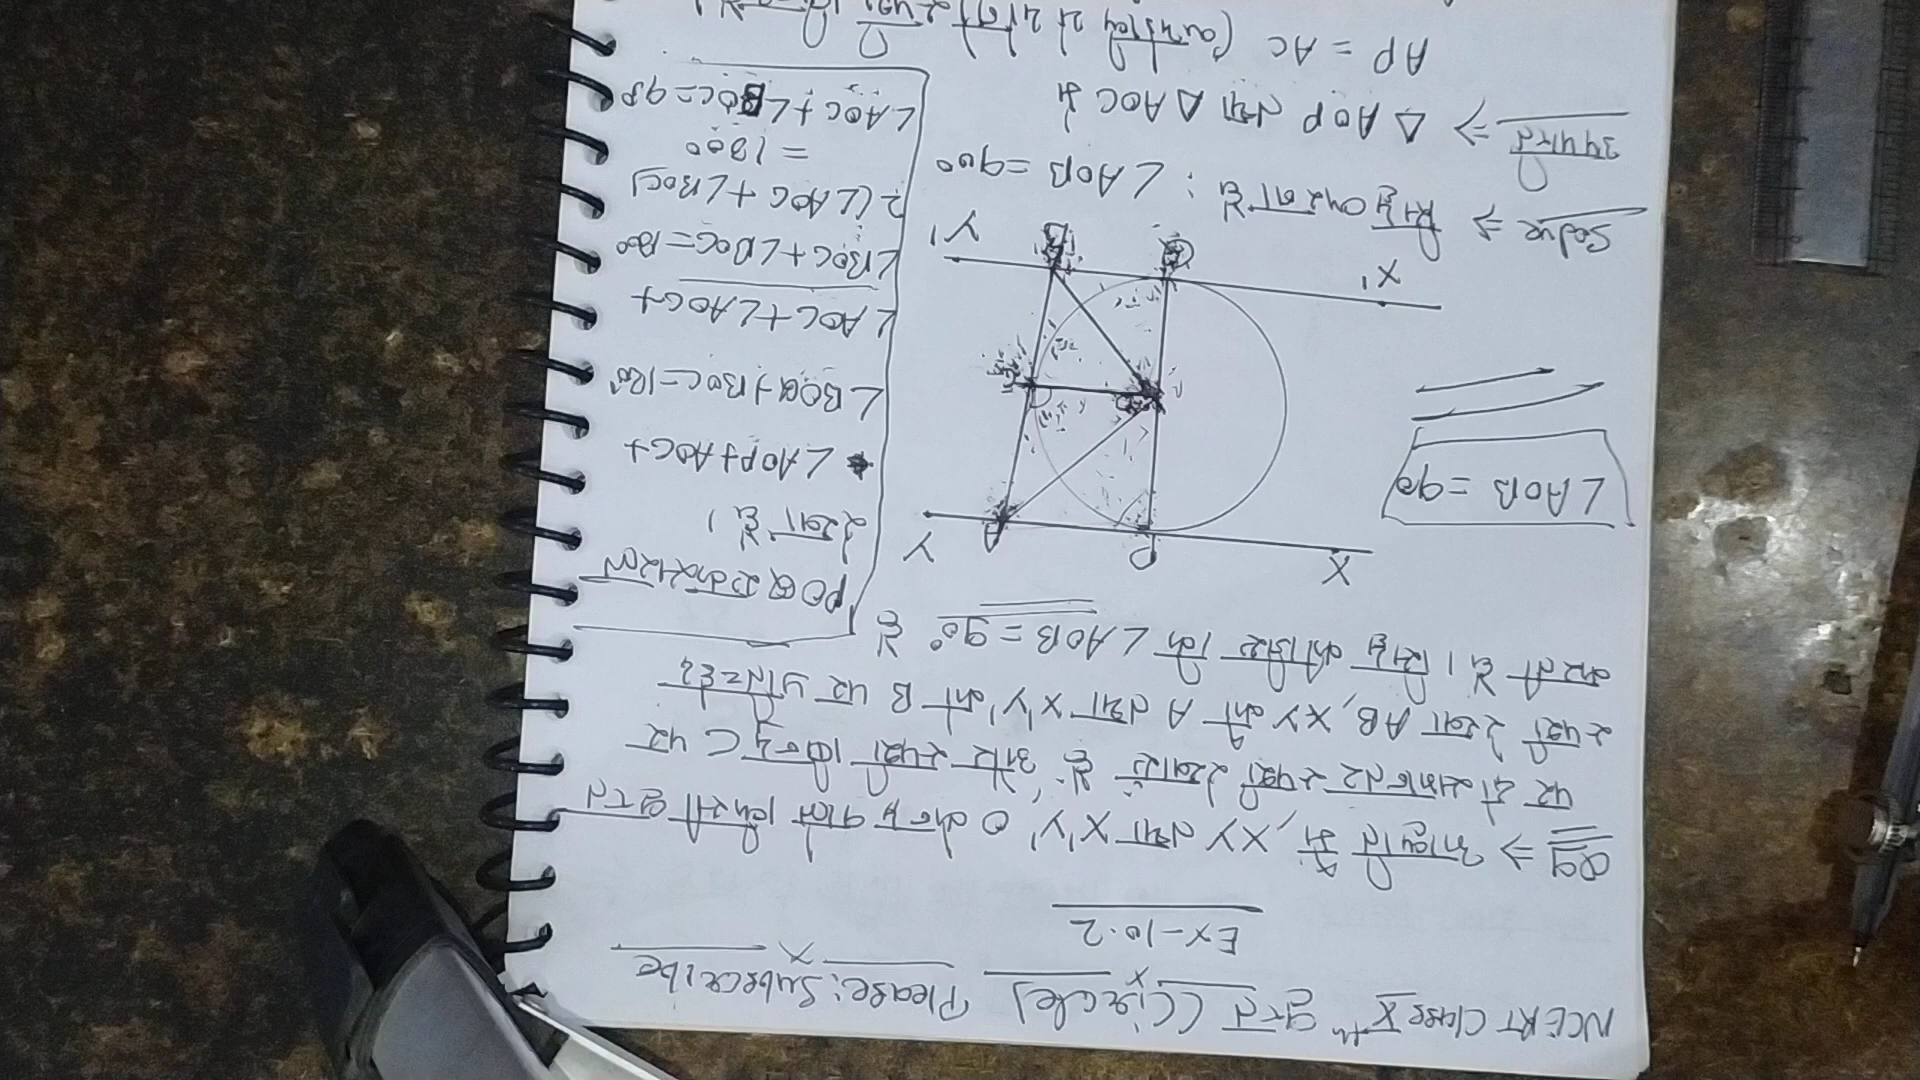 NCERT Class Xth वृत्त (Circle) Please: Subscribe
Ex-10.2
Q9 ⇒ आकृति में, XY तथा X'Y', O केन्द्र वाले किसी वृत्त
पर दो समान्तर स्पर्श रेखाएँ हैं, और स्पर्श बिन्दु C पर
स्पर्श रेखा AB, XY को A तथा X'Y' को B पर प्रतिच्छेद
करती है। सिद्ध कीजिए कि ∠AOB = 90° है
X P A Y
X' Q B Y'
C
∠AOB = 90
Solve ⇒ सिद्ध करना है : ∠AOB = 90°
⇒ △ AOP तथा △ AOC में
AP = AC
POQ एक सरल
रेखा है।
∠AOP + AOC +
∠BOQ + BOC = 180°
∠AOC + ∠AOC +
∠BOC + ∠BOC = 180°
2(∠AOC + ∠BOC)
= 180°
∠AOC + ∠BOC = 90